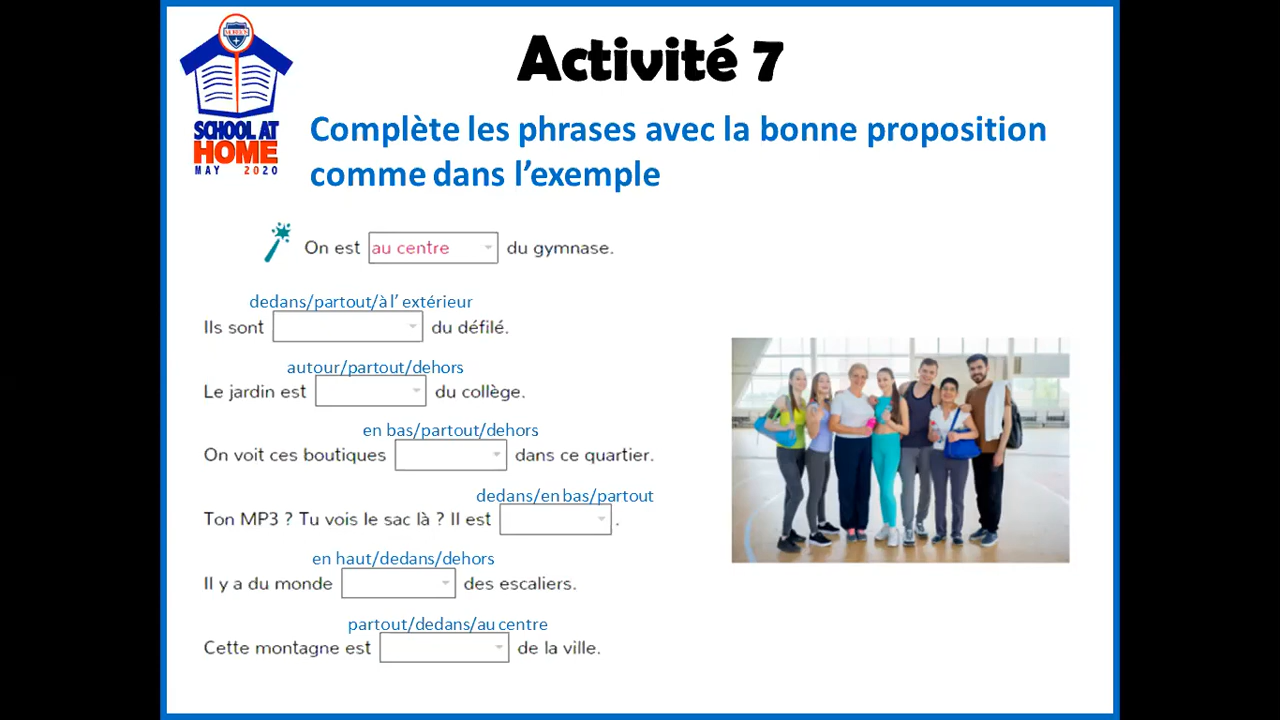 Activité 7
SCHOOL AT
HOME
MAY 2020
Complète les phrases avec la bonne proposition
comme dans l'exemple
On est au centre du gymnase.
dedans/partout/à l' extérieur
Ils sont du défilé.
autour/partout/dehors
Le jardin est du collège.
en bas/partout/dehors
On voit ces boutiques dans ce quartier.
dedans/en bas/partout
Ton MP3 ? Tu vois le sac là ? Il est .
en haut/dedans/dehors
Il y a du monde des escaliers.
partout/dedans/au centre
Cette montagne est de la ville.